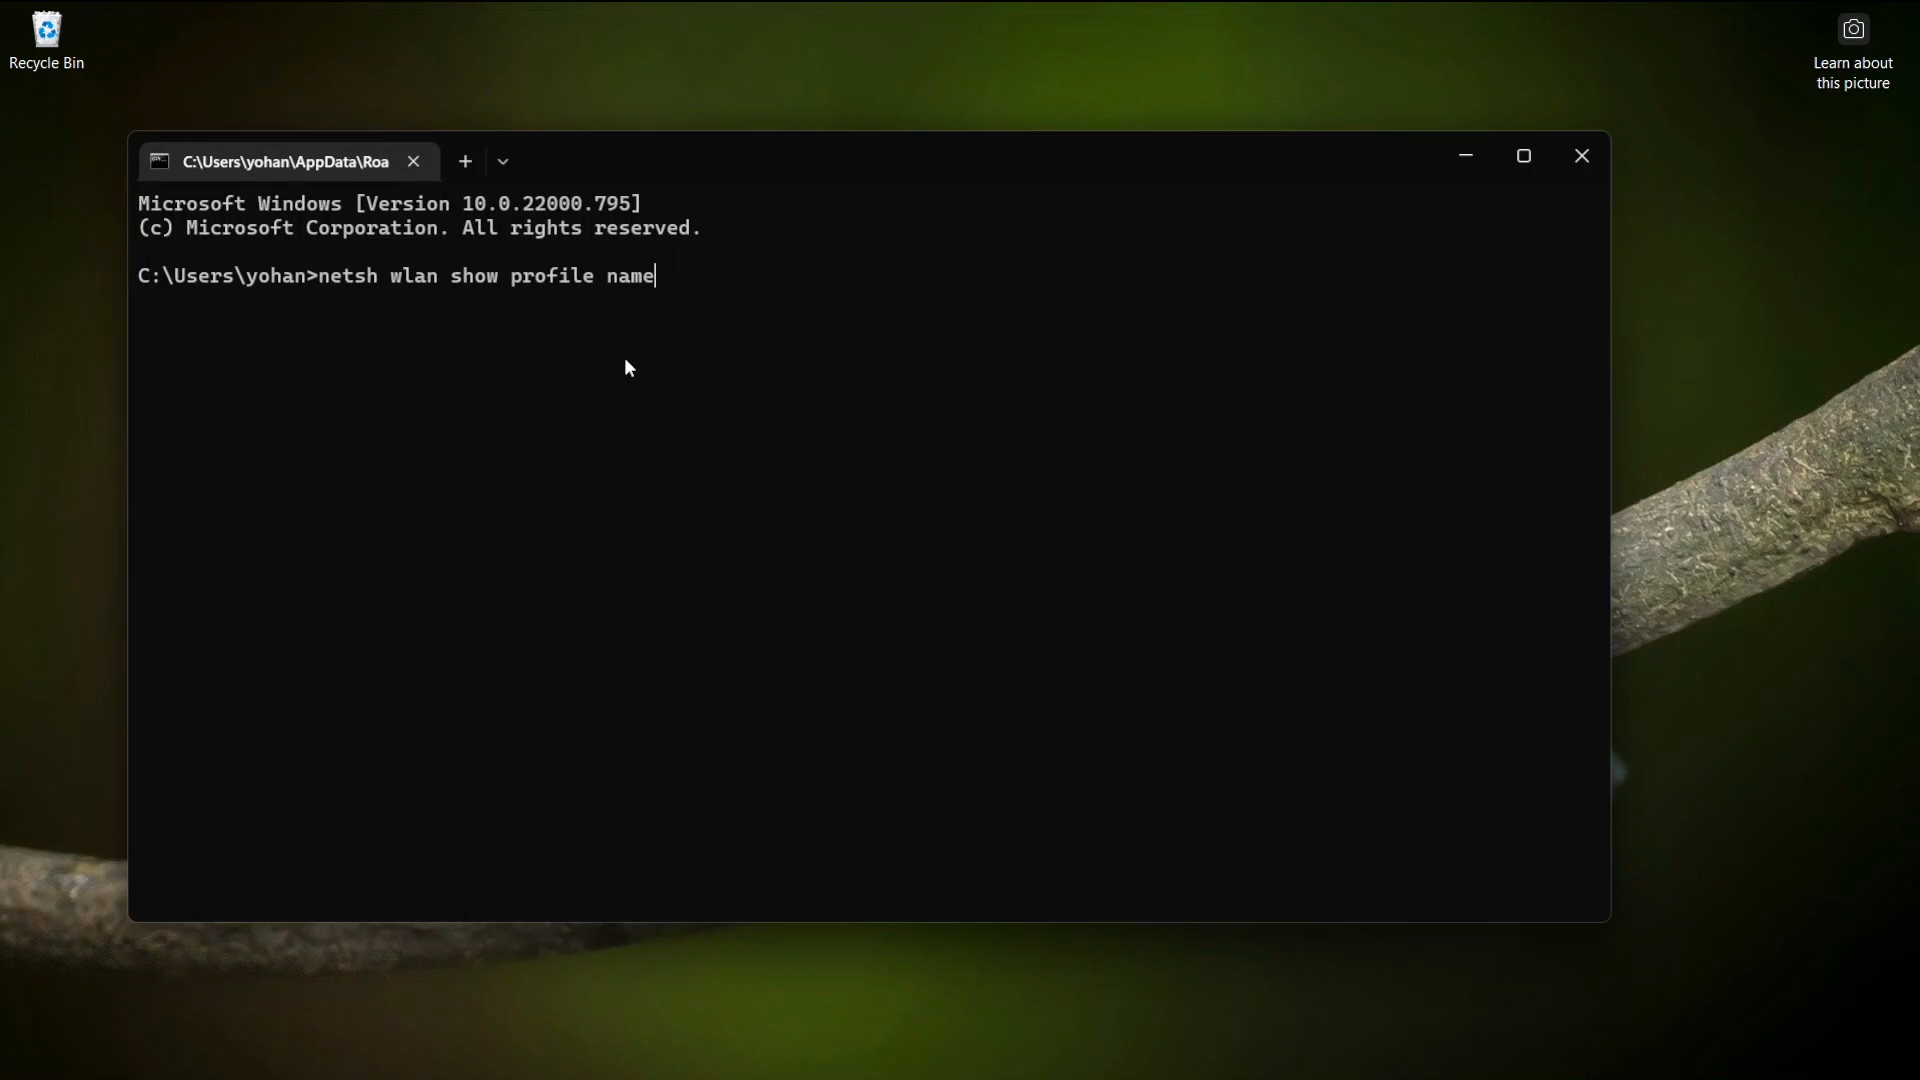 Recycle Bin
Learn about
this picture
C:\Users\yohan\AppData\Roa
Microsoft Windows [Version 10.0.22000.795]
(c) Microsoft Corporation. All rights reserved.
C:\Users\yohan>netsh wlan show profile name